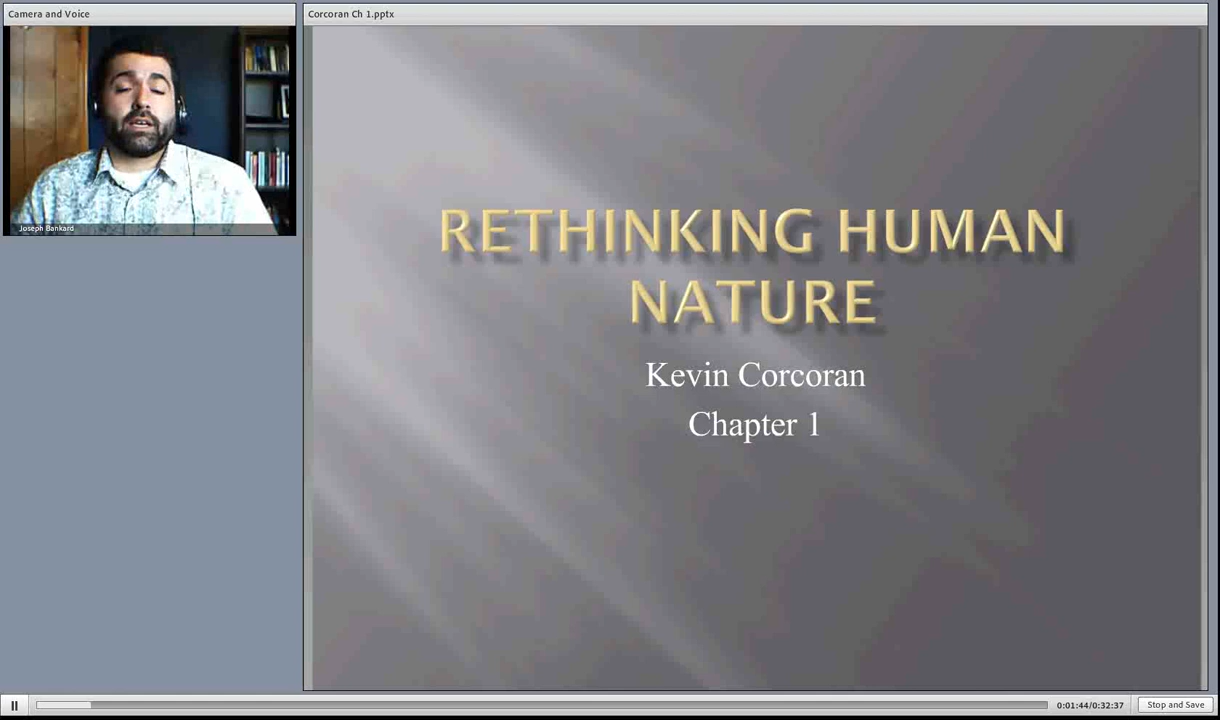 Camera and Voice
Corcoran Ch 1.pptx
Joseph Bankard
RETHINKING HUMAN
NATURE
Kevin Corcoran
Chapter 1
0:01:44/0:32:37
Stop and Save